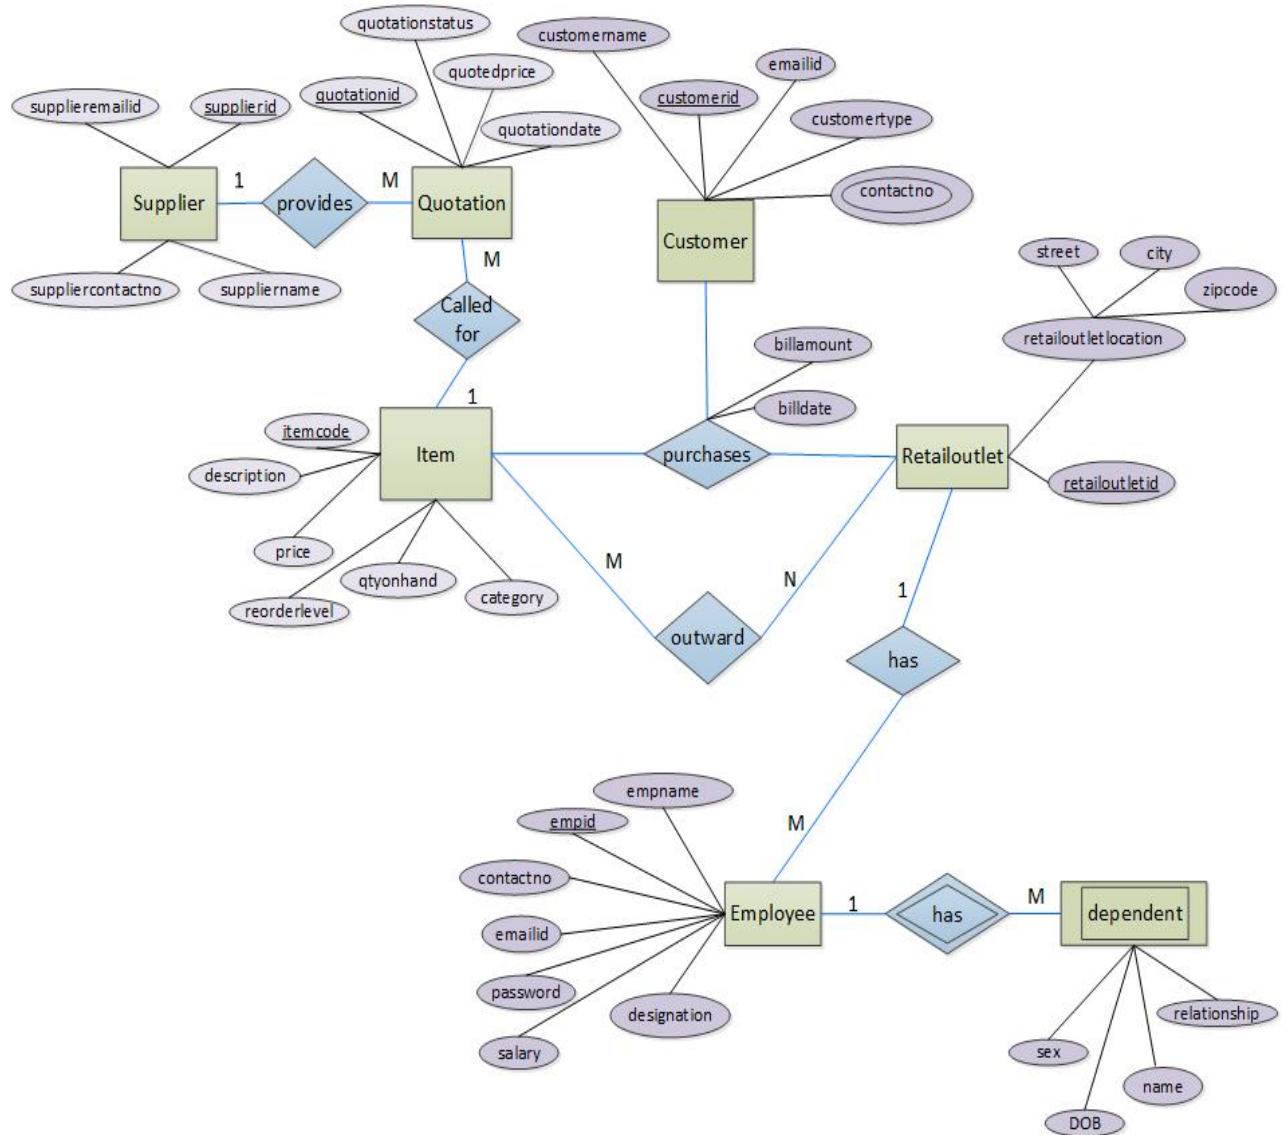 quotationstatus
customername
emailid
quotedprice
quotationid
customerid
supplieremailid
supplierid
quotationdate
customertype
1
M
contactno
Supplier
provides
Quotation
Customer
M
street
city
suppliercontactno
suppliername
zipcode
Called
for
retailoutletlocation
billamount
1
billdate
itemcode
Item
purchases
Retailoutlet
description
retailoutletid
price
M
N
qtyonhand
1
category
reorderlevel
outward
has
empname
empid
M
contactno
1
M
Employee
has
dependent
emailid
password
designation
relationship
salary
sex
name
DOB